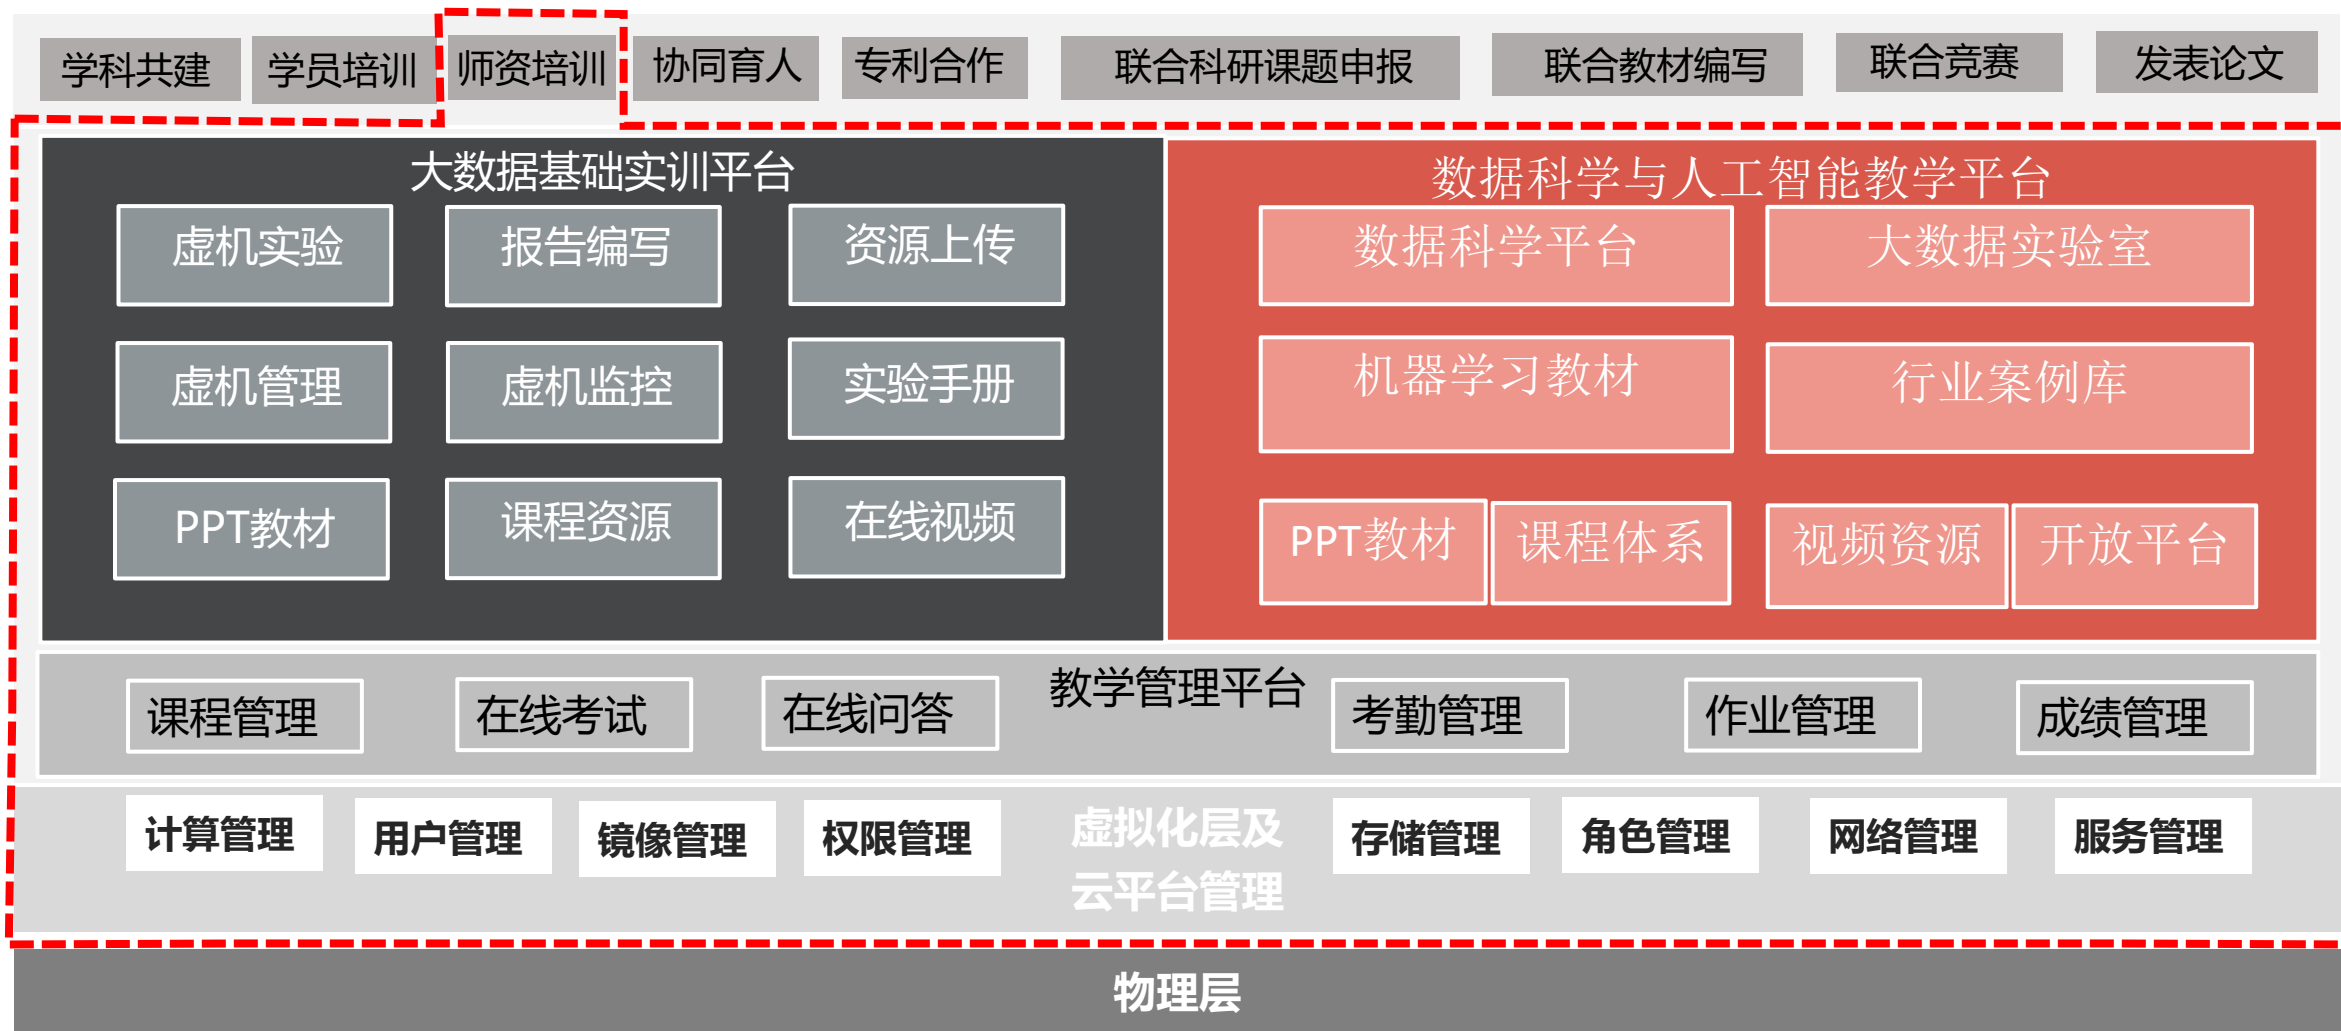 学科共建
学员培训
师资培训
协同育人
专利合作
联合科研课题申报
联合教材编写
联合竞赛
发表论文
大数据基础实训平台
虚机实验
报告编写
资源上传
虚机管理
虚机监控
实验手册
PPT教材
课程资源
在线视频
数据科学与人工智能教学平台
数据科学平台
大数据实验室
机器学习教材
行业案例库
PPT教材
课程体系
视频资源
开放平台
教学管理平台
课程管理
在线考试
在线问答
考勤管理
作业管理
成绩管理
计算管理
用户管理
镜像管理
权限管理
虚拟化层及
云平台管理
存储管理
角色管理
网络管理
服务管理
物理层